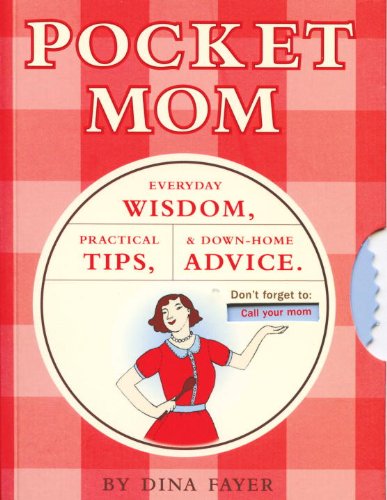 POCKET
MOM
EVERYDAY
WISDOM,
PRACTICAL & DOWN-HOME
TIPS, ADVICE.
Don't forget to:
Call your mom
BY DINA FAYER